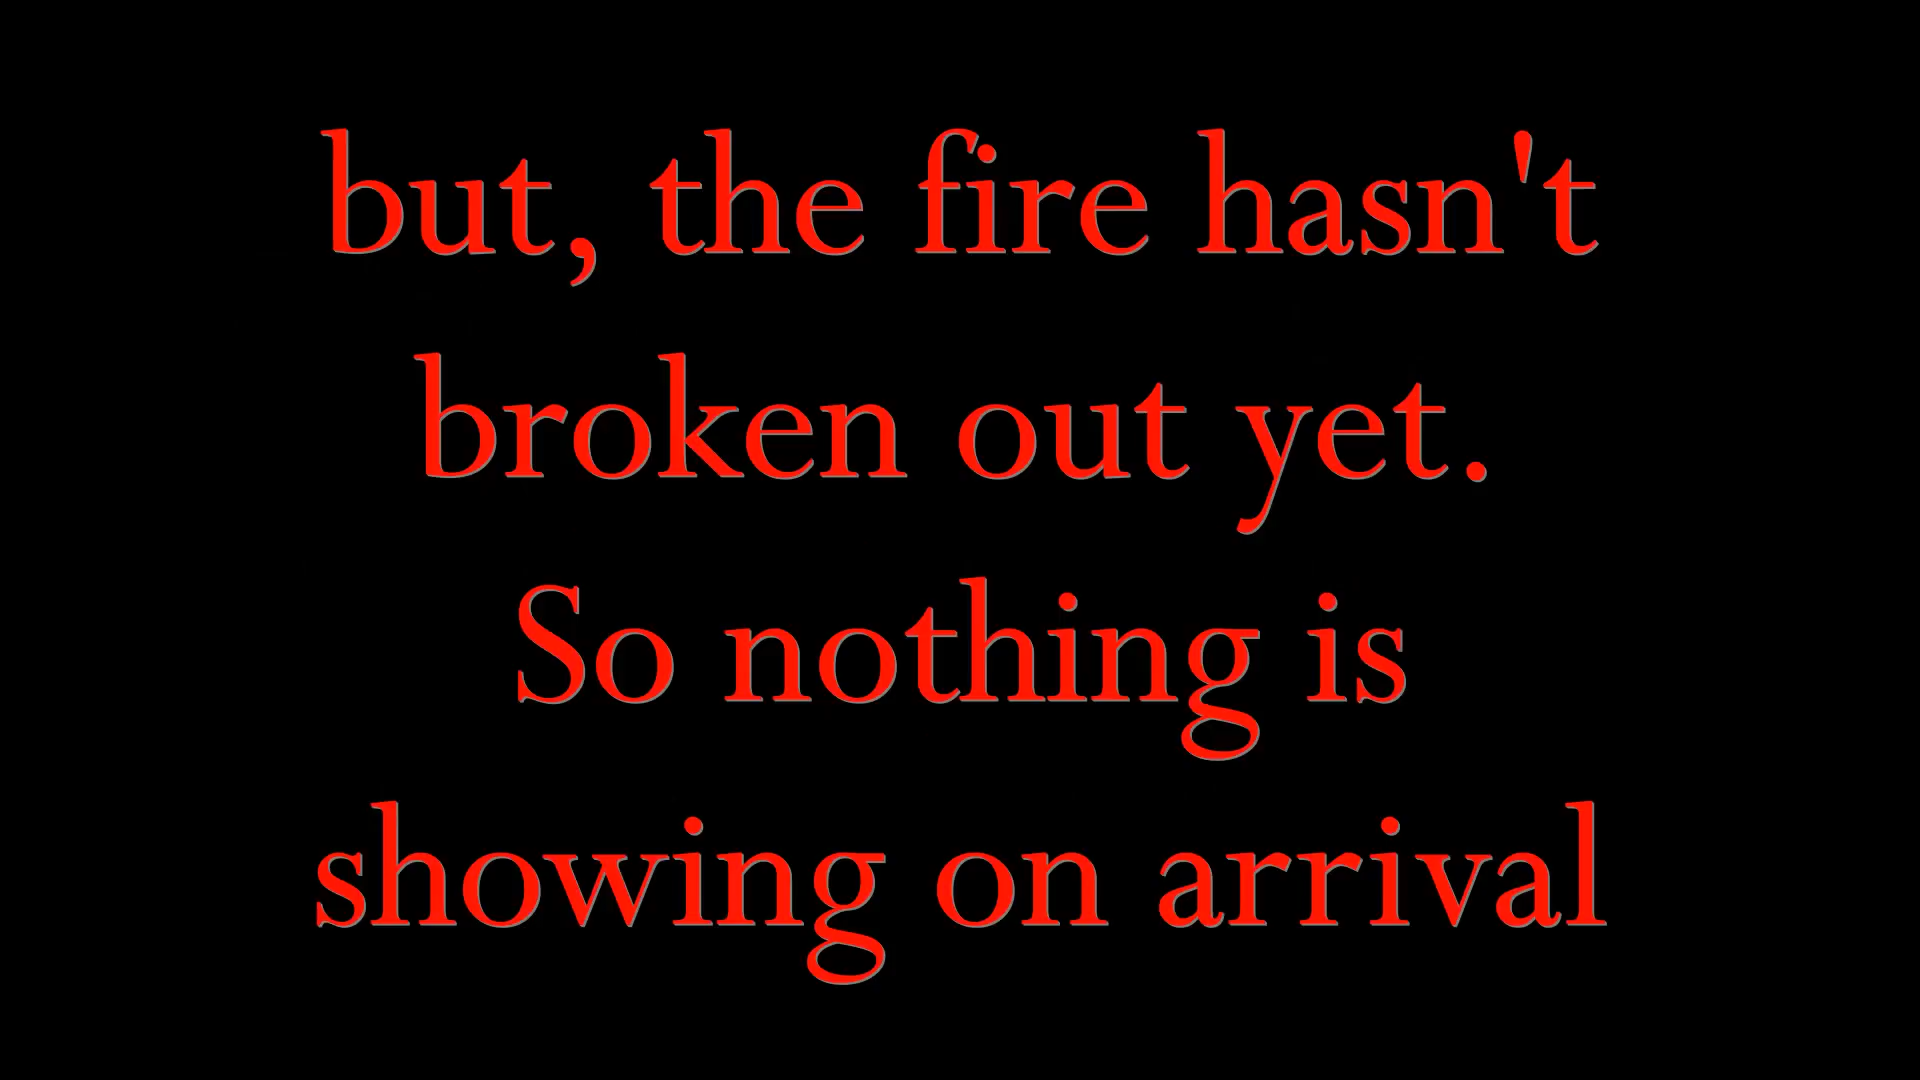 but, the fire hasn't
broken out yet.
So nothing is
showing on arrival